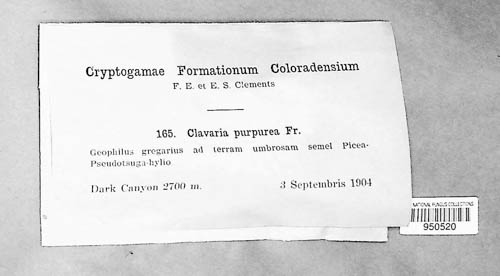 Cryptogamae Formationum Coloradensium
F. E. et E. S. Clements
165. Clavaria purpurea Fr.
Geophilus gregarius ad terram umbrosam semel Picea-
Pseudotsuga-hylio
Dark Canyon 2700 m. 3 Septembris 1904
NATIONAL FUNGUS COLLECTIONS
950520